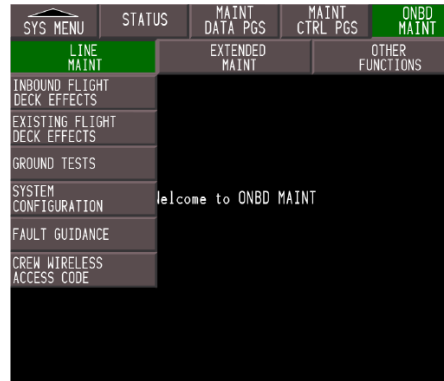 SYS MENU
STATUS
MAINT
DATA PGS
MAINT
CTRL PGS
ONBD
MAINT
LINE
MAINT
EXTENDED
MAINT
OTHER
FUNCTIONS
INBOUND FLIGHT
DECK EFFECTS
EXISTING FLIGHT
DECK EFFECTS
GROUND TESTS
SYSTEM
CONFIGURATION
FAULT GUIDANCE
CREW WIRELESS
ACCESS CODE
elcome to ONBD MAINT